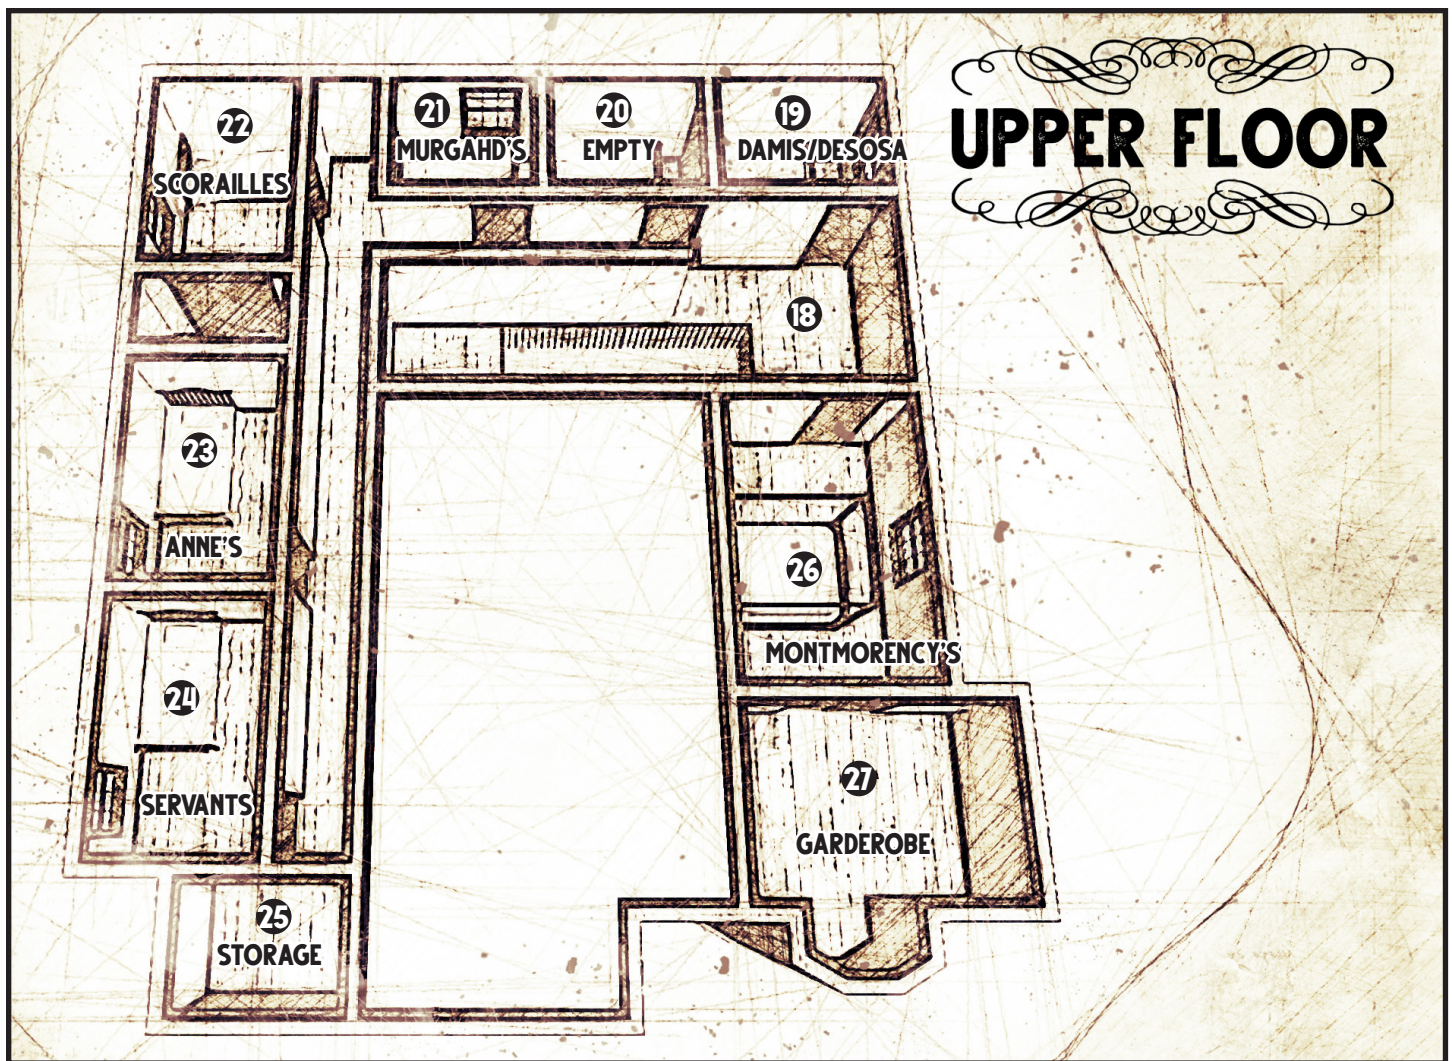 UPPER FLOOR
22
SCORAILLES
21
MURGAHD'S
20
EMPTY
19
DAMIS/DESOSA
18
23
ANNE'S
24
SERVANTS
25
STORAGE
26
MONTMORENCY'S
27
GARDEROBE